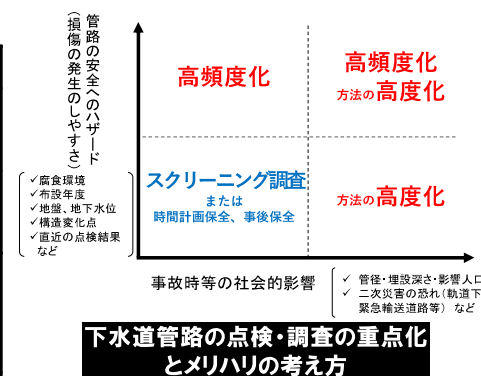 管路の安全へのハザード
（損傷の発生のしやすさ）
✓腐食環境
✓布設年度
✓地盤、地下水位
✓構造変化点
✓直近の点検結果
など
高頻度化
高頻度化
方法の高度化
スクリーニング調査
または
時間計画保全、事後保全
方法の高度化
事故時等の社会的影響
✓ 管径・埋設深さ・影響人口
✓ 二次災害の恐れ（軌道下
緊急輸送道路等） など
下水道管路の点検・調査の重点化
とメリハリの考え方